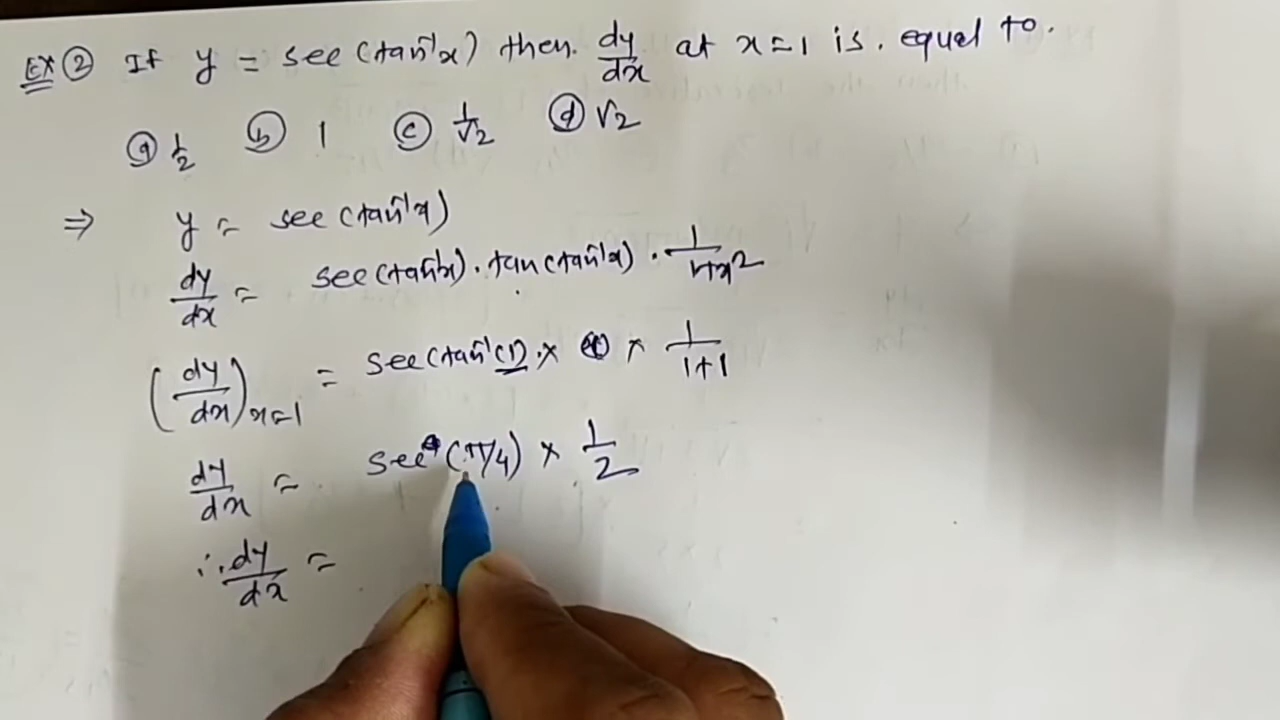 Ex ② If y = sec(tan⁻¹x) then dy/dx at x=1 is. equal to.
ⓐ 1/2 ⓑ 1 ⓒ 1/√2 ⓓ √2
⇒ y = sec(tan⁻¹x)
dy/dx = sec(tan⁻¹x) . tan(tan⁻¹x) . 1/1+x²
(dy/dx)x=1 = sec(tan⁻¹(1) . × (1) × 1/1+1
dy/dx = sec (π/4) × 1/2
∴ dy/dx =